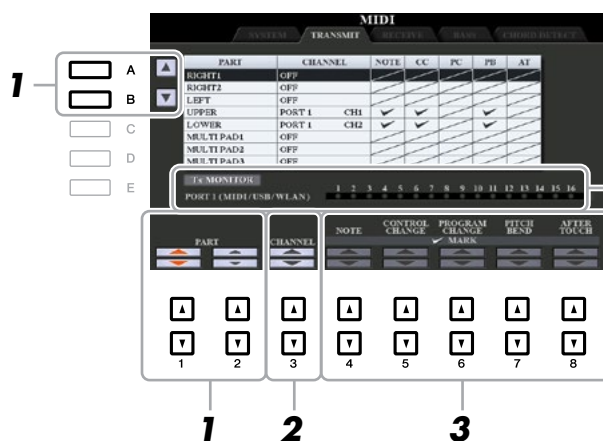 MIDI
SYSTEM TRANSMIT RECEIVE BASS CHORD DETECT
PART CHANNEL NOTE CC PC PB AT
RIGHT1 OFF
RIGHT2 OFF
LEFT OFF
UPPER PORT 1 CH1
LOWER PORT 1 CH2
MULTI PAD1 OFF
MULTI PAD2 OFF
MULTI PAD3 OFF
1
A
B
C
D
E
Tx MONITOR
PORT 1 (MIDI/USB/WLAN) 1 2 3 4 5 6 7 8 9 10 11 12 13 14 15 16
PART CHANNEL NOTE CONTROL CHANGE PROGRAM CHANGE PITCH BEND AFTER TOUCH
MARK
1 2 3 4 5 6 7 8
1 2 3